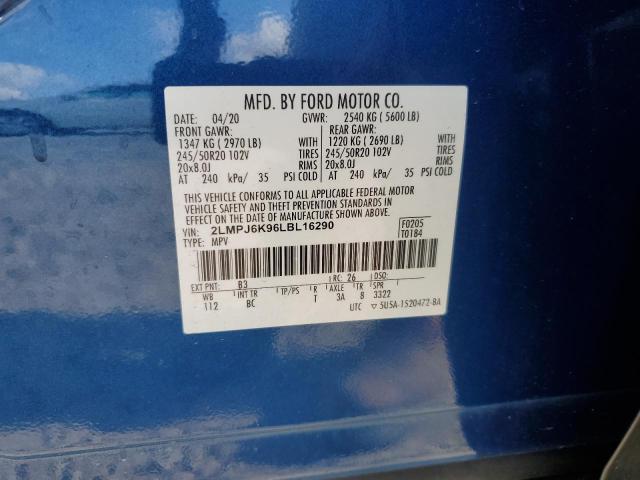 MFD. BY FORD MOTOR CO.
DATE: 04/20 GVWR: 2540 KG ( 5600 LB)
FRONT GAWR: REAR GAWR:
1347 KG ( 2970 LB) WITH 1220 KG ( 2690 LB) WITH
245/50R20 102V TIRES 245/50R20 102V TIRES
20x8.0J RIMS 20x8.0J RIMS
AT 240 kPa/ 35 PSI COLD AT 240 kPa/ 35 PSI COLD
THIS VEHICLE CONFORMS TO ALL APPLICABLE FEDERAL MOTOR
VEHICLE SAFETY AND THEFT PREVENTION STANDARDS IN EFFECT
ON THE DATE OF MANUFACTURE SHOWN ABOVE.
VIN: 2LMPJ6K96LBL16290 F0205
TYPE: MPV T0184
EXT PNT: B3 RC: 26 DSO:
WB INT TR TP/PS R AXLE TR SPR
112 BC T 3A 8 3322
UTC ▽5U5A-1520472-BA